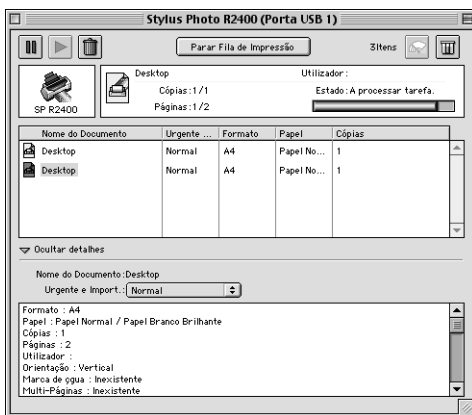 Stylus Photo R2400 (Porta USB 1)
Parar Fila de Impressão
3Itens
SP R2400
Desktop
Utilizador :
Cópias :1 /1
Estado :A processar tarefa.
Páginas :1 /2
Nome do Documento Urgente ... Formato Papel Cópias
Desktop Normal A4 Papel No... 1
Desktop Normal A4 Papel No... 1
Ocultar detalhes
Nome do Documento :Desktop
Urgente e Import.: Normal
Formato : A4
Papel : Papel Normal / Papel Branco Brilhante
Cópias : 1
Páginas : 2
Utilizador :
Orientação : Vertical
Marca de çgua : Inexistente
Multi-Páginas : Inexistente